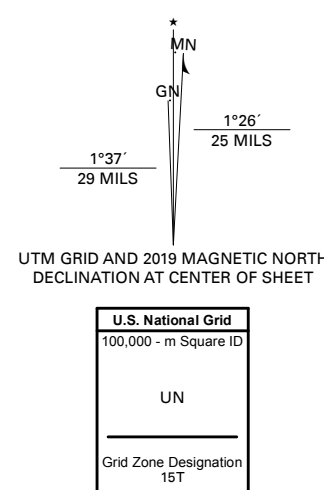 ★
MN
GN
1°26´
25 MILS
1°37´
29 MILS
UTM GRID AND 2019 MAGNETIC NORTH
DECLINATION AT CENTER OF SHEET
U.S. National Grid
100,000 - m Square ID
UN
Grid Zone Designation
15T